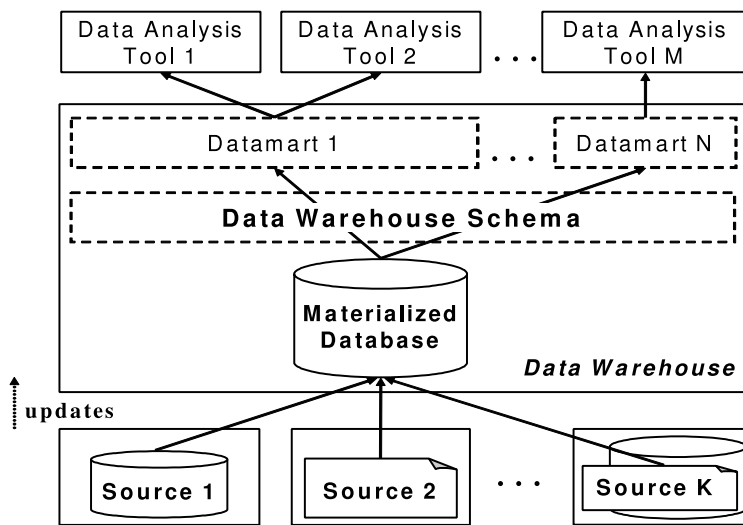 Data Analysis
Tool 1
Data Analysis
Tool 2
. . .
Data Analysis
Tool M
Datamart 1
. . .
Datamart N
Data Warehouse Schema
Materialized
Database
Data Warehouse
updates
Source 1
Source 2
. . .
Source K